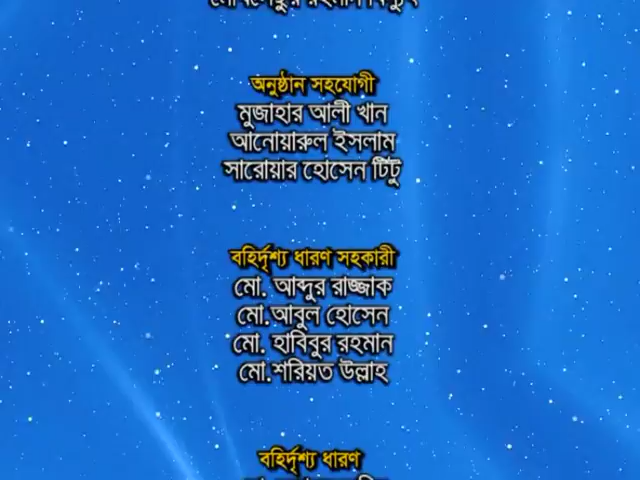 অনুষ্ঠান সহযোগী
মুজাহার আলী খান
আনোয়ারুল ইসলাম
সারোয়ার হোসেন টিটু
বহির্দৃশ্য ধারণ সহকারী
মো. আব্দুর রাজ্জাক
মো.আবুল হোসেন
মো. হাবিবুর রহমান
মো.শরিয়ত উল্লাহ
বহির্দৃশ্য ধারণ